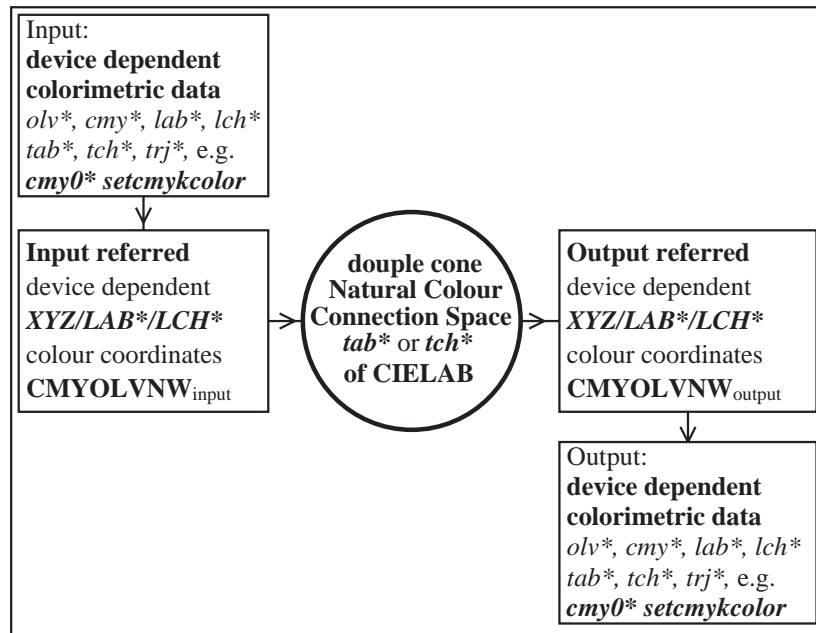 Input:
device dependent
colorimetric data
olv*, cmy*, lab*, lch*
tab*, tch*, trj*, e.g.
cmy0* setcmykcolor
Input referred
device dependent
XYZ/LAB*/LCH*
colour coordinates
CMYOLVNWinput
douple cone
Natural Colour
Connection Space
tab* or tch*
of CIELAB
Output referred
device dependent
XYZ/LAB*/LCH*
colour coordinates
CMYOLVNWoutput
Output:
device dependent
colorimetric data
olv*, cmy*, lab*, lch*
tab*, tch*, trj*, e.g.
cmy0* setcmykcolor